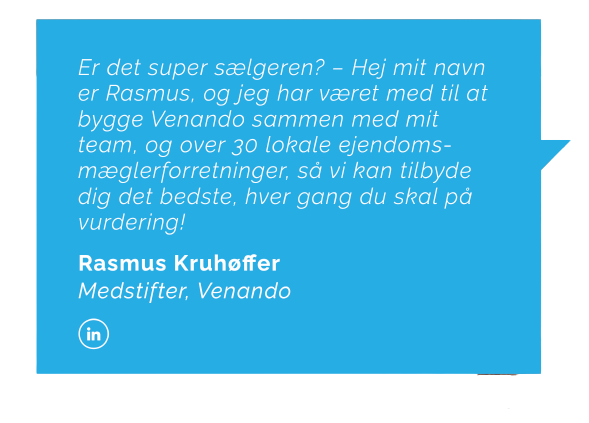 Er det super sælgeren? – Hej mit navn
er Rasmus, og jeg har været med til at
bygge Venando sammen med mit
team, og over 30 lokale ejendoms-
mæglerforretninger, så vi kan tilbyde
dig det bedste, hver gang du skal på
vurdering!
Rasmus Kruhøffer
Medstifter, Venando
in